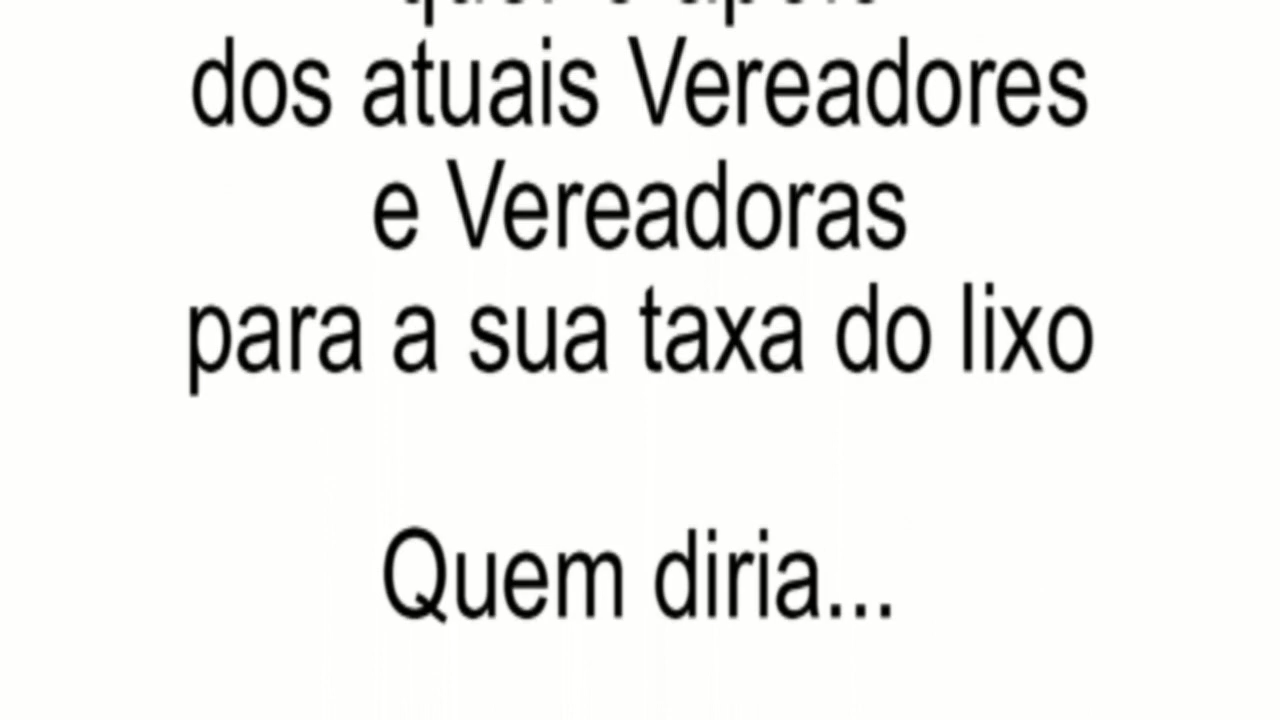 dos atuais Vereadores
e Vereadoras
para a sua taxa do lixo
Quem diria...